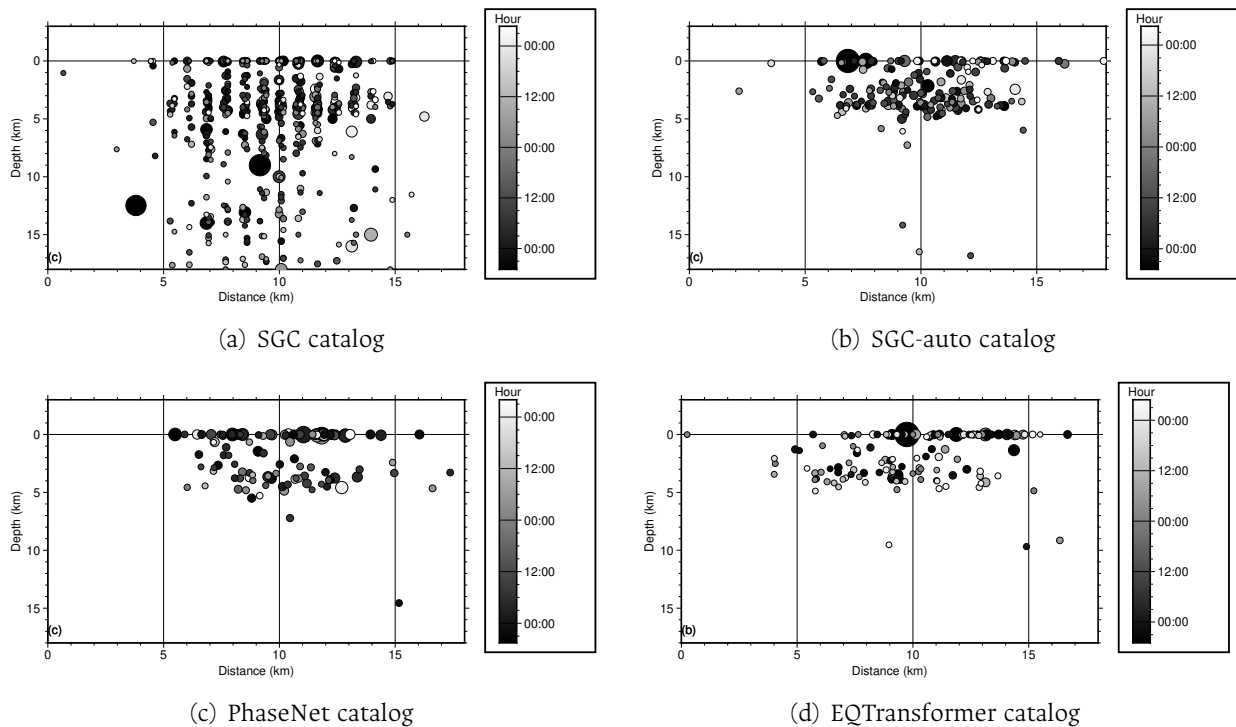 Hour
00:00
12:00
00:00
12:00
00:00
0
5
10
15
Depth (km)
(c)
0
5
10
15
Distance (km)
(a) SGC catalog
Hour
00:00
12:00
00:00
12:00
00:00
0
5
10
15
Depth (km)
(c)
0
5
10
15
Distance (km)
(b) SGC-auto catalog
Hour
00:00
12:00
00:00
12:00
00:00
0
5
10
15
Depth (km)
(c)
0
5
10
15
Distance (km)
(c) PhaseNet catalog
Hour
00:00
12:00
00:00
12:00
00:00
0
5
10
15
Depth (km)
(b)
0
5
10
15
Distance (km)
(d) EQTransformer catalog